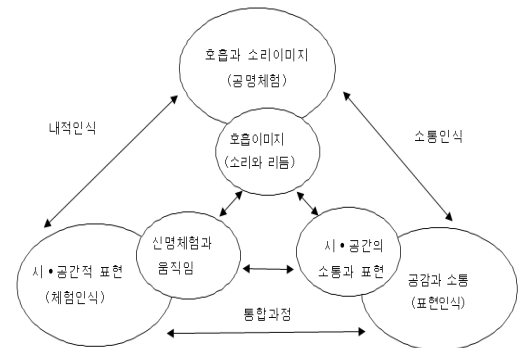 호흡과 소리이미지
(공명체험)
호흡이미지
(소리와 리듬)
내적인식
소통인식
신명체험과
움직임
시•공간적 표현
(체험인식)
시•공간의
소통과 표현
공감과 소통
(표현인식)
통합과정